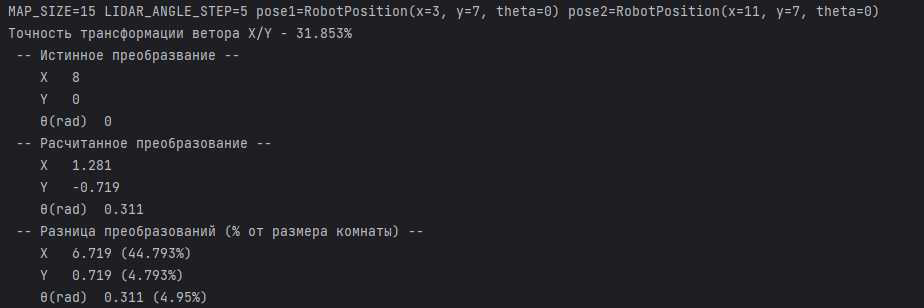 MAP_SIZE=15 LIDAR_ANGLE_STEP=5 pose1=RobotPosition(x=3, y=7, theta=0) pose2=RobotPosition(x=11, y=7, theta=0)
Точность трансформации ветора X/Y - 31.853%
-- Истинное преобразвание --
X 8
Y 0
θ(rad) 0
-- Расчитанное преобразование --
X 1.281
Y -0.719
θ(rad) 0.311
-- Разница преобразований (% от размера комнаты) --
X 6.719 (44.793%)
Y 0.719 (4.793%)
θ(rad) 0.311 (4.95%)